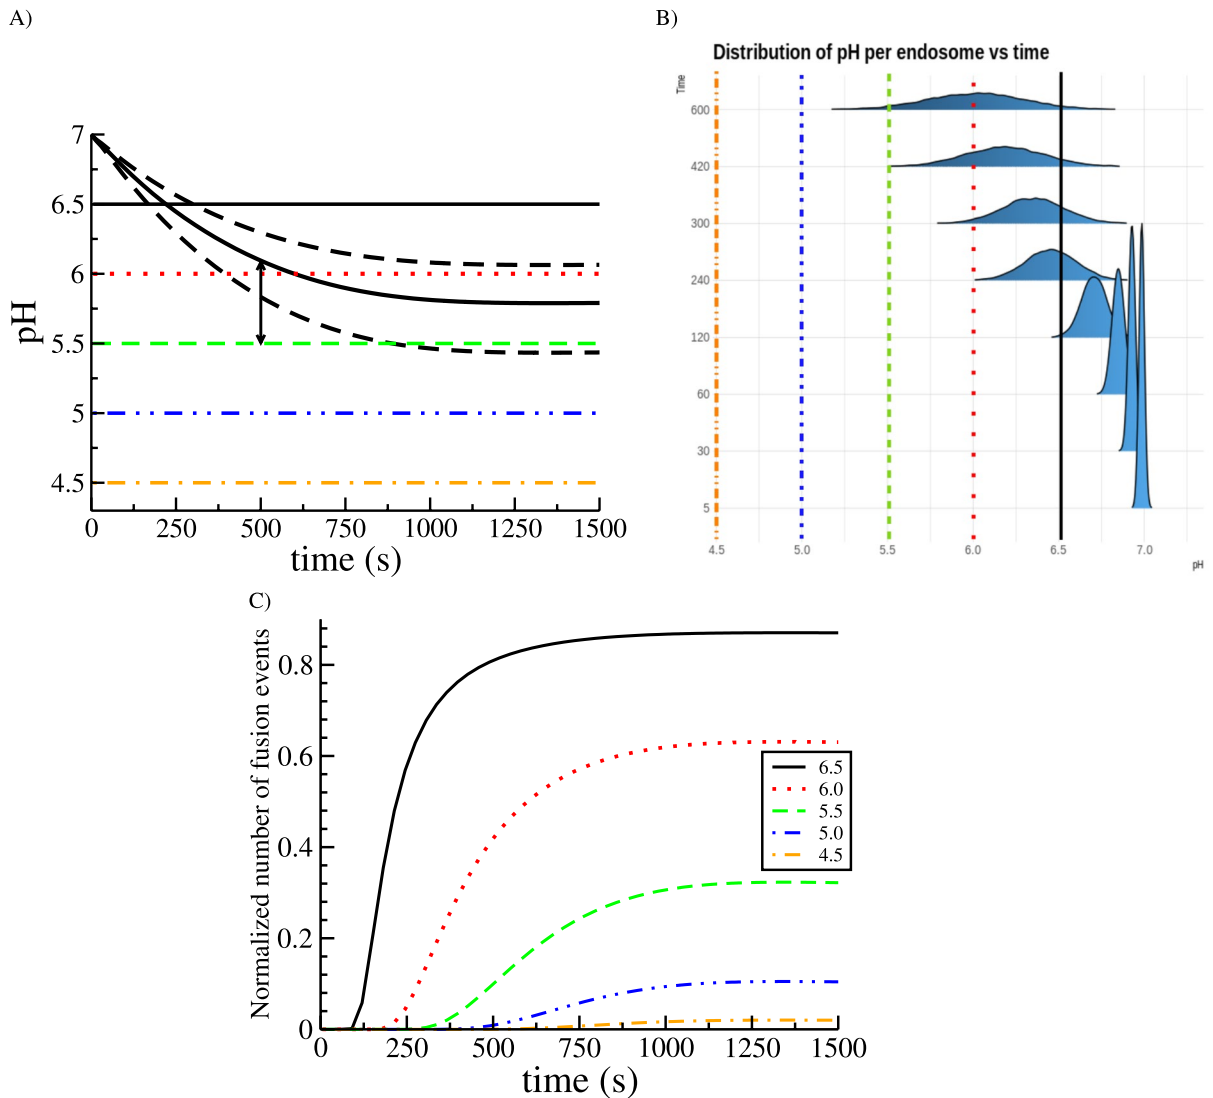 A)
7
6.5
6
5.5
5
4.5
pH
0 250 500 750 1000 1250 1500
time (s)
B)
Distribution of pH per endosome vs time
Time
600
420
300
240
120
60
30
5
4.5 5.0 5.5 6.0 6.5 7.0
pH
C)
Normalized number of fusion events
0.8
0.6
0.4
0.2
0
6.5
6.0
5.5
5.0
4.5
0 250 500 750 1000 1250 1500
time (s)